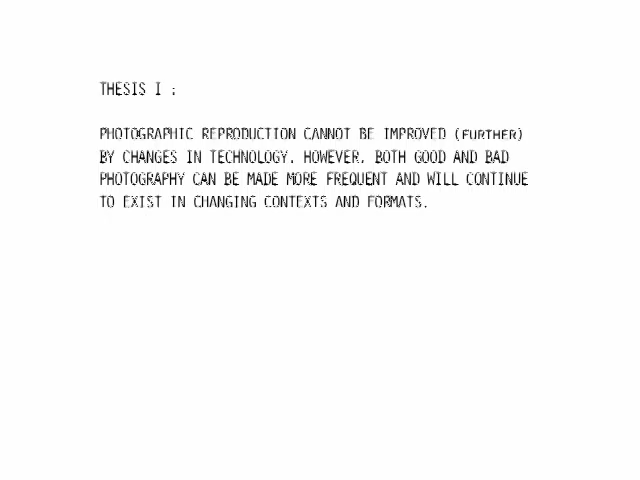 THESIS I :
PHOTOGRAPHIC REPRODUCTION CANNOT BE IMPROVED (FURTHER)
BY CHANGES IN TECHNOLOGY. HOWEVER, BOTH GOOD AND BAD
PHOTOGRAPHY CAN BE MADE MORE FREQUENT AND WILL CONTINUE
TO EXIST IN CHANGING CONTEXTS AND FORMATS.